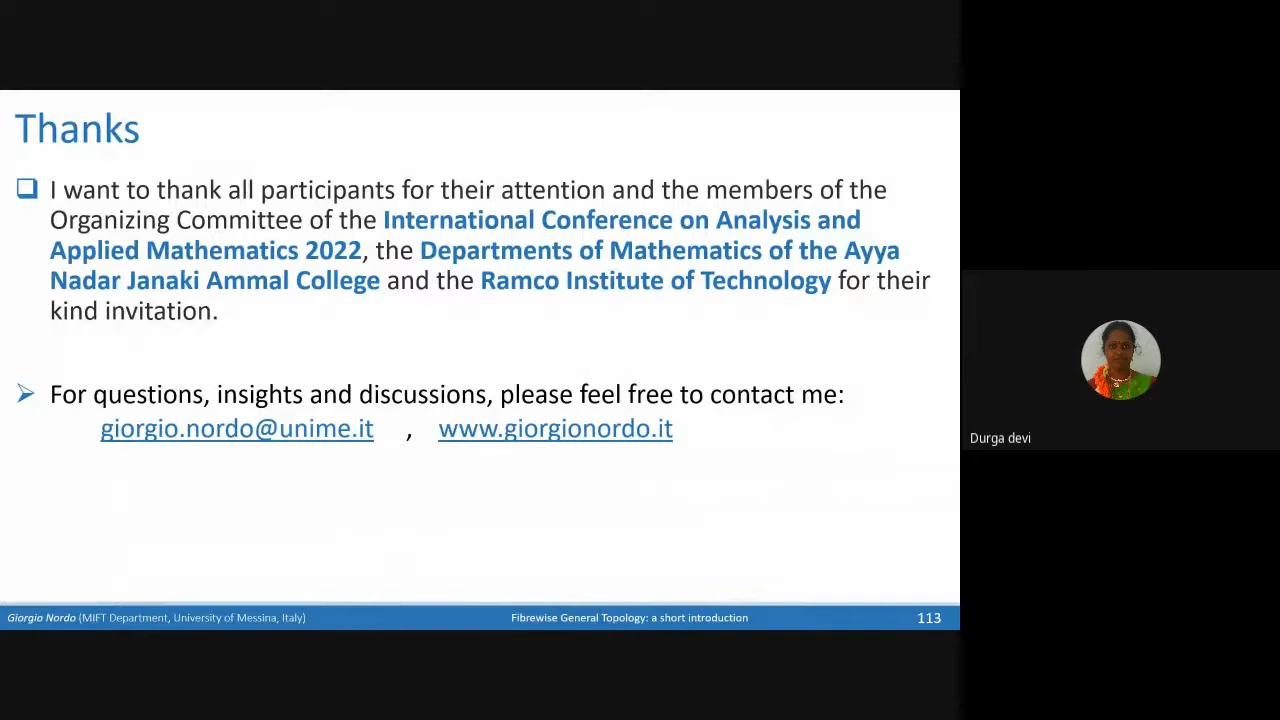 Thanks
I want to thank all participants for their attention and the members of the
Organizing Committee of the International Conference on Analysis and
Applied Mathematics 2022, the Departments of Mathematics of the Ayya
Nadar Janaki Ammal College and the Ramco Institute of Technology for their
kind invitation.
For questions, insights and discussions, please feel free to contact me:
giorgio.nordo@unime.it , www.giorgionordo.it
Durga devi
Giorgio Nordo (MIFT Department, University of Messina, Italy) Fibrewise General Topology: a short introduction 113